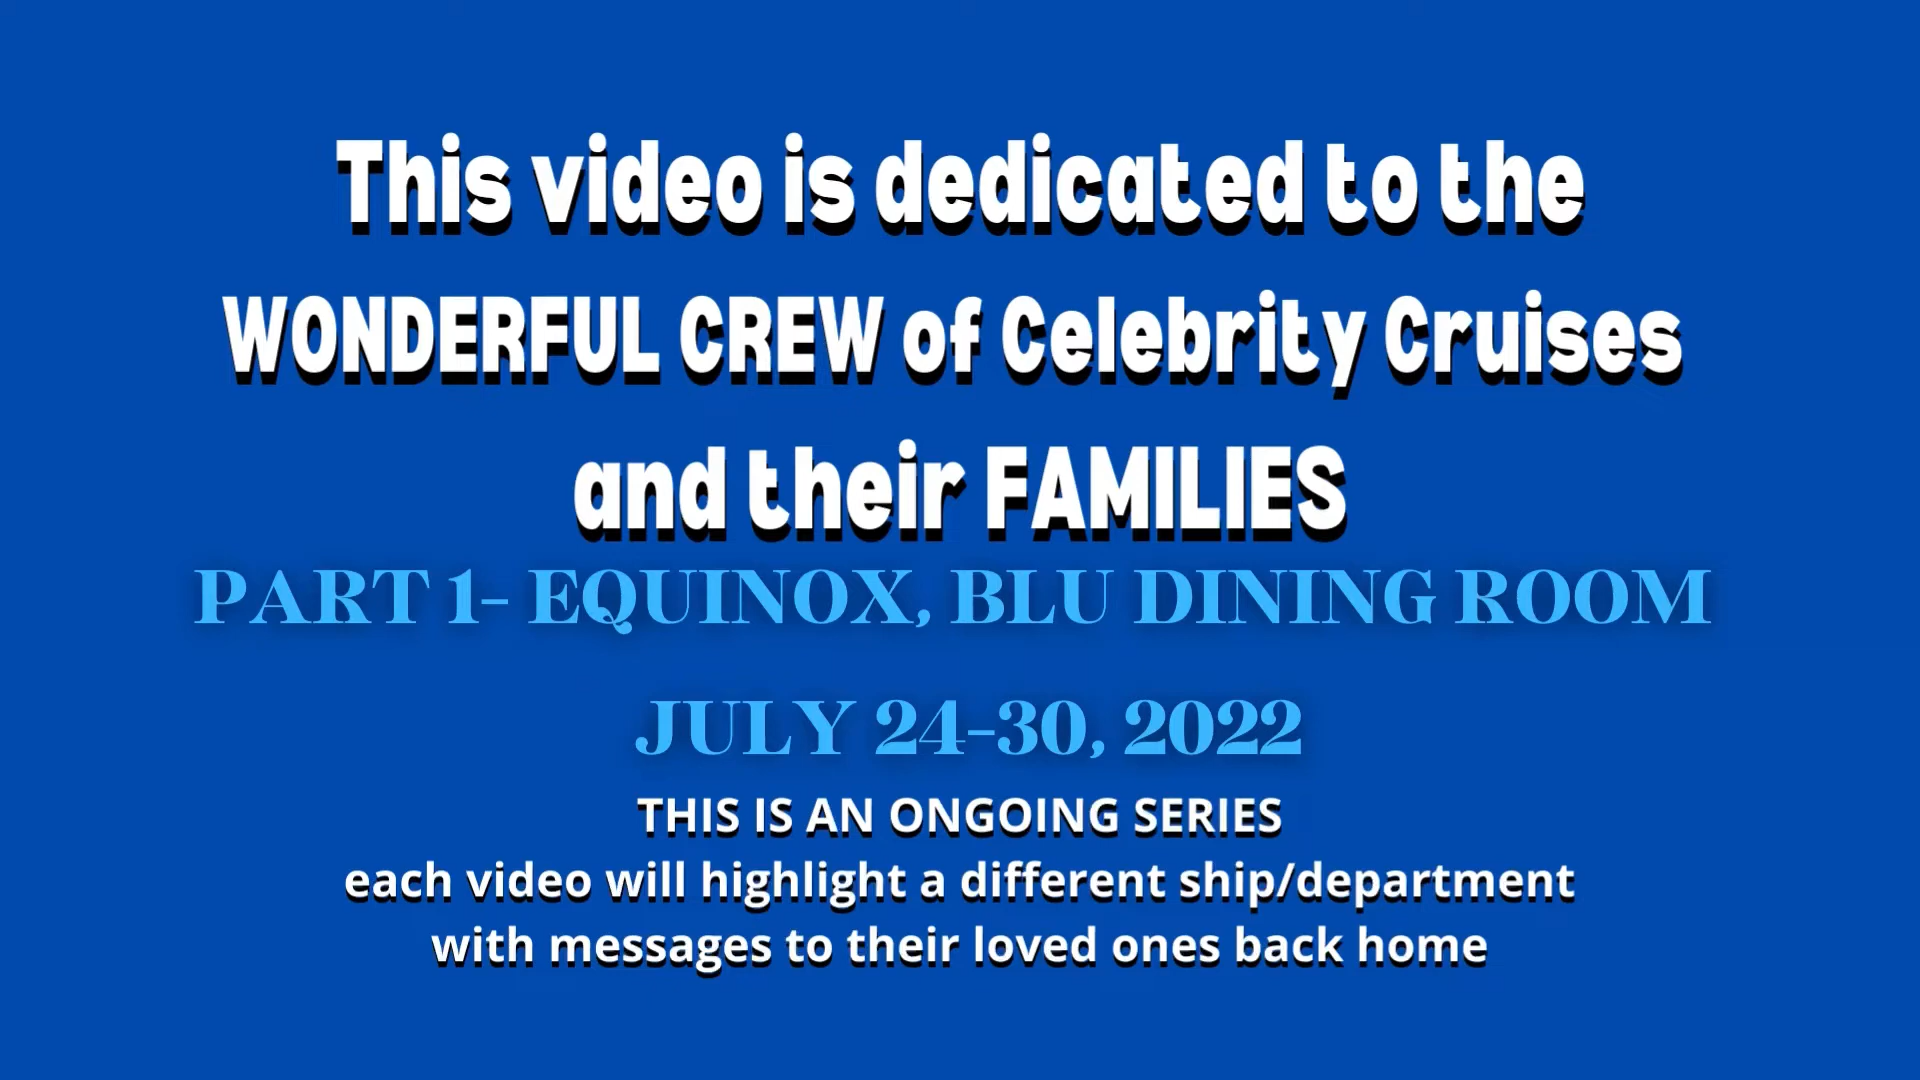 This video is dedicated to the
WONDERFUL CREW of Celebrity Cruises
and their FAMILIES
PART 1- EQUINOX, BLU DINING ROOM
JULY 24-30, 2022
THIS IS AN ONGOING SERIES
each video will highlight a different ship/department
with messages to their loved ones back home